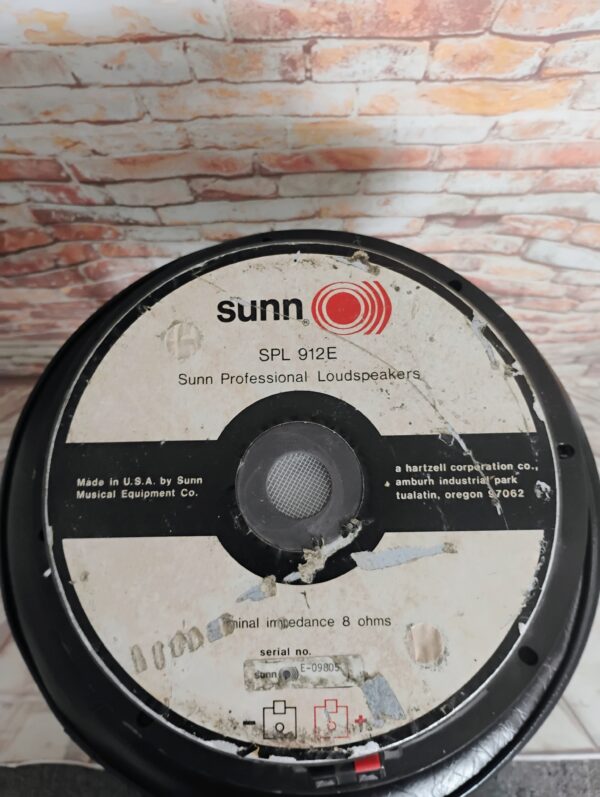 sunn®
SPL 912E
Sunn Professional Loudspeakers
Made in U.S.A. by Sunn
Musical Equipment Co.
a hartzell corporation co.,
amburn industrial park
tualatin, oregon 97062
impedance 8 ohms
serial no.
sunn E-09805
- +